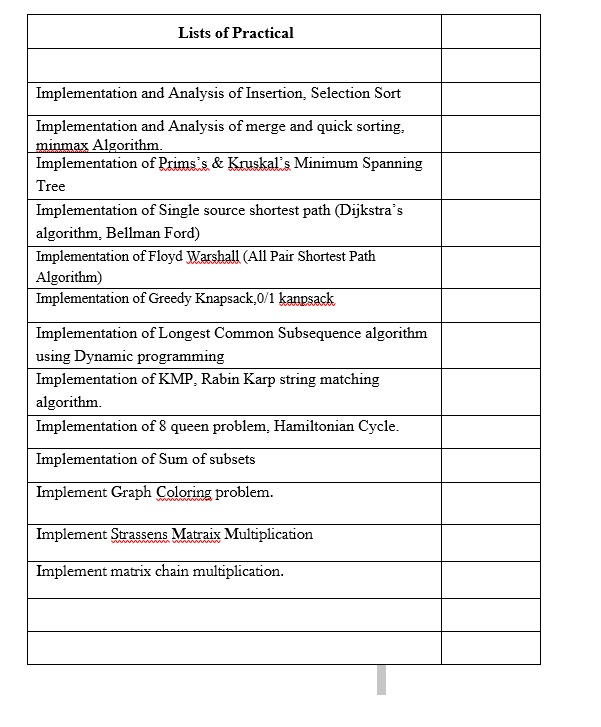 Lists of Practical
Implementation and Analysis of Insertion, Selection Sort
Implementation and Analysis of merge and quick sorting,
minmax Algorithm.
Implementation of Prims’s & Kruskal’s Minimum Spanning
Tree
Implementation of Single source shortest path (Dijkstra’s
algorithm, Bellman Ford)
Implementation of Floyd Warshall (All Pair Shortest Path
Algorithm)
Implementation of Greedy Knapsack,0/1 kanpsack
Implementation of Longest Common Subsequence algorithm
using Dynamic programming
Implementation of KMP, Rabin Karp string matching
algorithm.
Implementation of 8 queen problem, Hamiltonian Cycle.
Implementation of Sum of subsets
Implement Graph Coloring problem.
Implement Strassens Matraix Multiplication
Implement matrix chain multiplication.